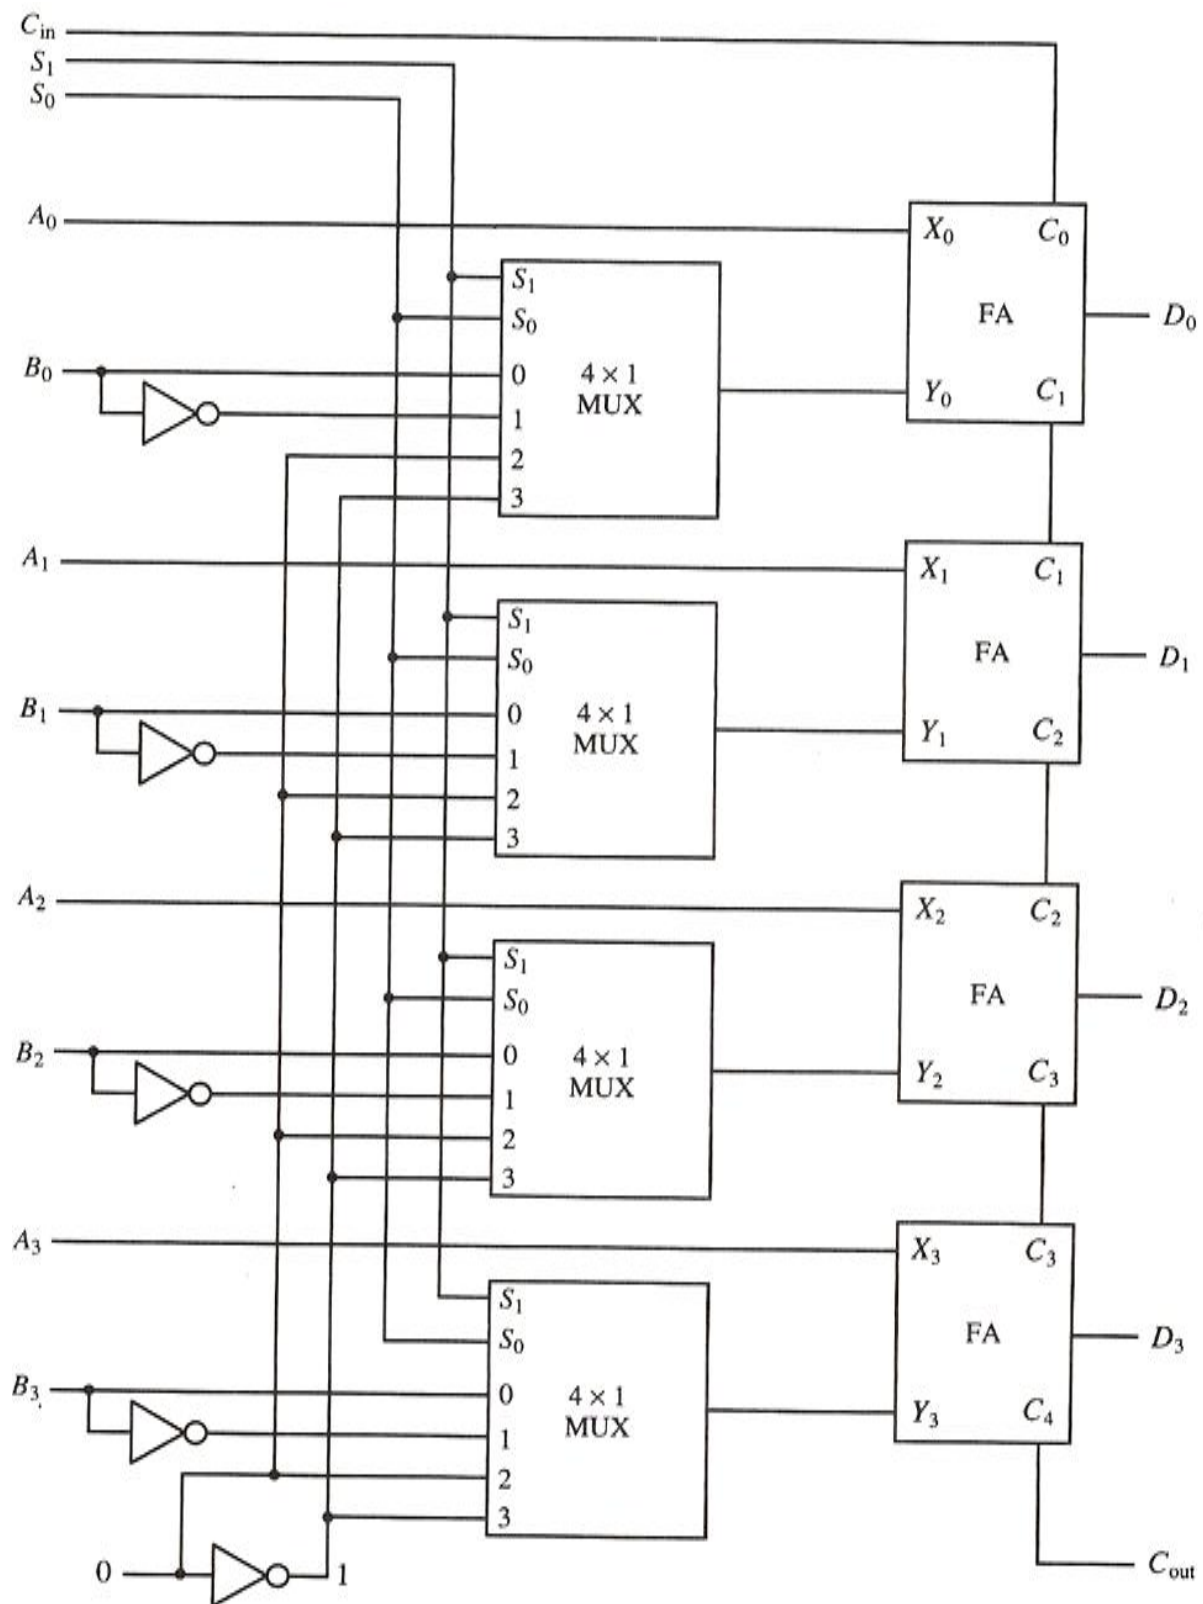 Cin
S1
S0
A0
X0 C0
S1
FA
D0
S0
B0
0
4 × 1
MUX
1
Y0 C1
2
3
A1
X1 C1
S1
FA
D1
S0
B1
0
4 × 1
MUX
1
Y1 C2
2
3
A2
X2 C2
S1
FA
D2
S0
B2
0
4 × 1
MUX
1
Y2 C3
2
3
A3
X3 C3
S1
FA
D3
S0
B3
0
4 × 1
MUX
1
Y3 C4
2
3
0
1
Cout